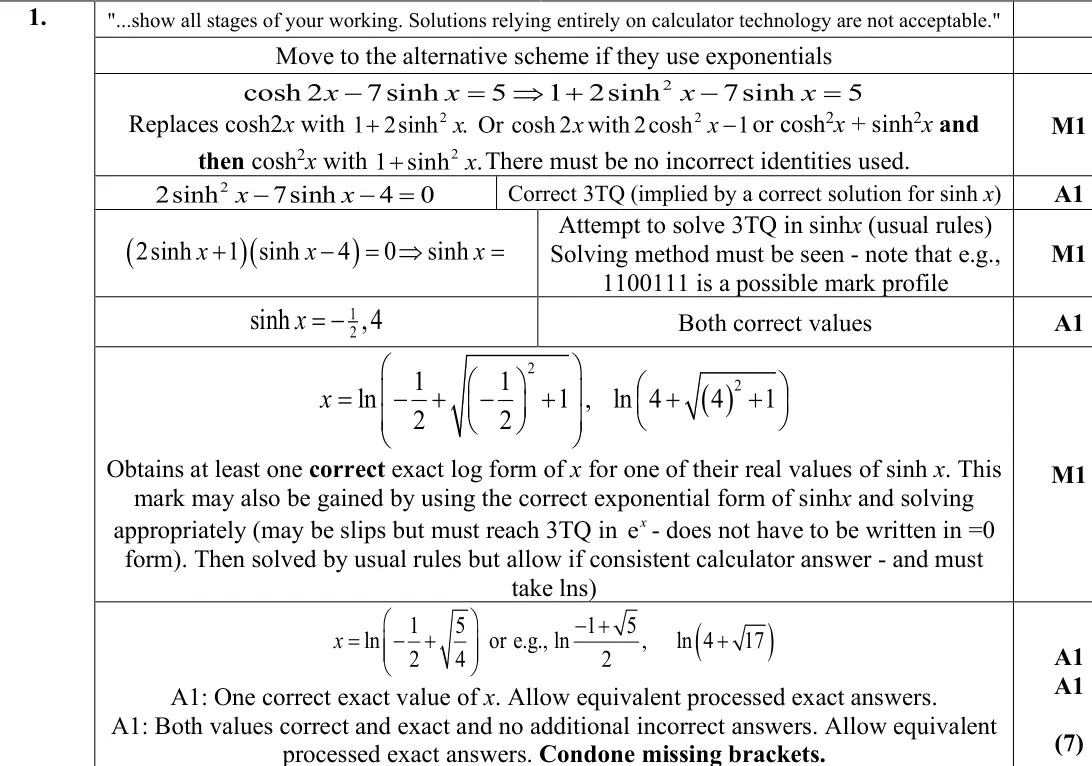 1. "...show all stages of your working. Solutions relying entirely on calculator technology are not acceptable."
Move to the alternative scheme if they use exponentials
cosh 2x − 7 sinh x = 5 ⇒ 1 + 2 sinh² x − 7 sinh x = 5
Replaces cosh2x with 1 + 2sinh² x. Or cosh 2x with 2cosh² x − 1 or cosh²x + sinh²x and
then cosh²x with 1 + sinh² x. There must be no incorrect identities used.
M1
2 sinh² x − 7 sinh x − 4 = 0 Correct 3TQ (implied by a correct solution for sinh x) A1
(2sinh x + 1)(sinh x − 4) = 0 ⇒ sinh x =
Attempt to solve 3TQ in sinhx (usual rules)
Solving method must be seen - note that e.g.,
1100111 is a possible mark profile
M1
sinh x = −½, 4 Both correct values A1
x = ln(−1/2 + √((−1/2)² + 1)), ln(4 + √((4)² + 1))
Obtains at least one correct exact log form of x for one of their real values of sinh x. This
mark may also be gained by using the correct exponential form of sinhx and solving
appropriately (may be slips but must reach 3TQ in eˣ - does not have to be written in =0
form). Then solved by usual rules but allow if consistent calculator answer - and must
take lns)
M1
x = ln(−1/2 + √(5/4)) or e.g., ln (−1 + √5)/2, ln(4 + √17)
A1: One correct exact value of x. Allow equivalent processed exact answers.
A1: Both values correct and exact and no additional incorrect answers. Allow equivalent
processed exact answers. Condone missing brackets.
A1
A1
(7)